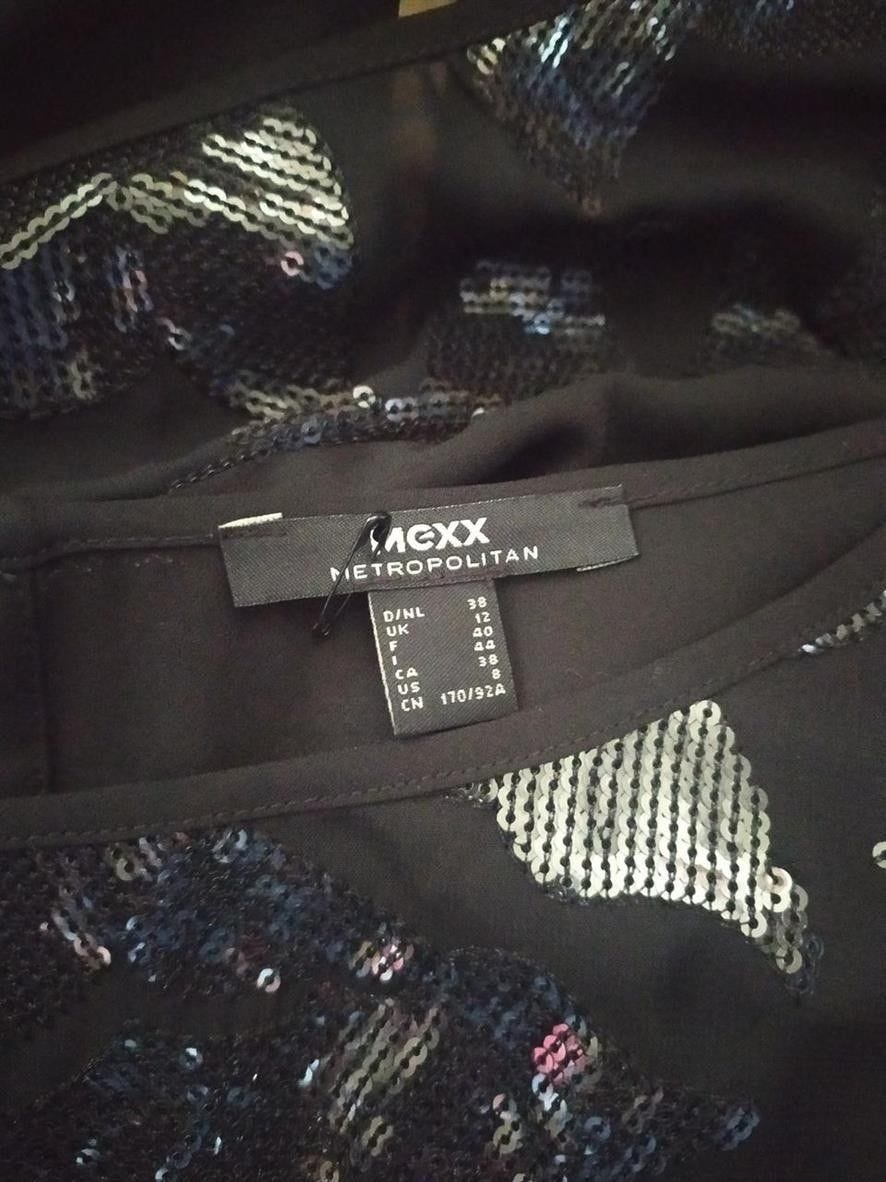 MEXX
METROPOLITAN
D/NL 38
UK 12
F 40
I 44
CA 38
US 8
CN 170/92A